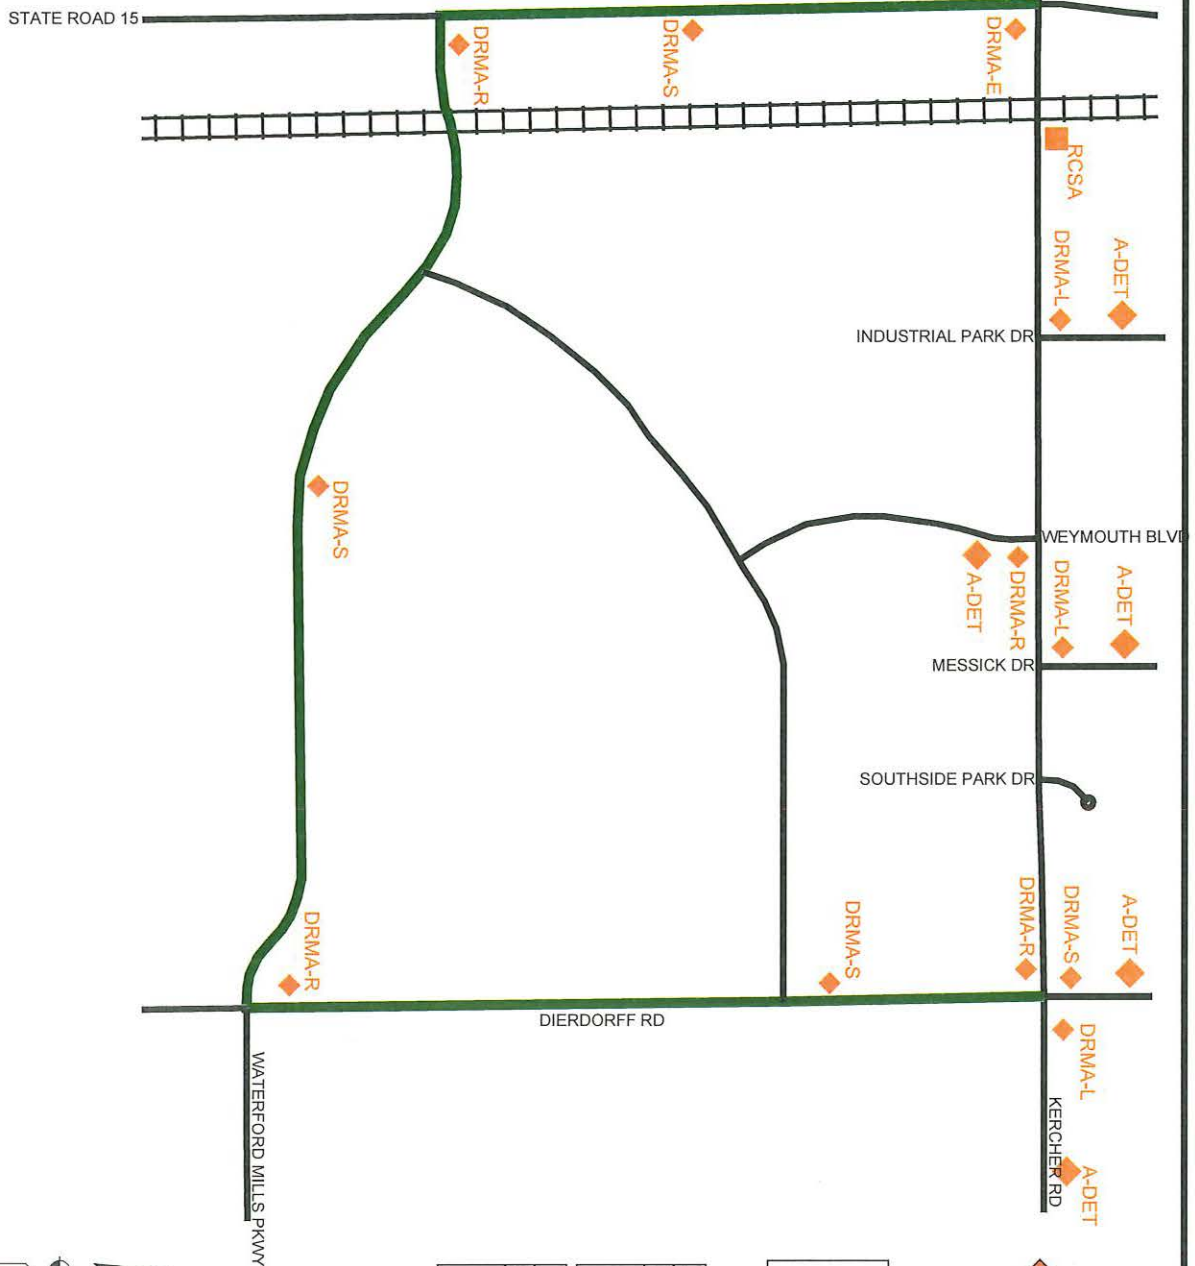 STATE ROAD 15
DRMA-R
DRMA-S
DRMA-E
RCSA
DRMA-L
A-DET
INDUSTRIAL PARK DR
DRMA-S
WEYMOUTH BLVD
A-DET
DRMA-R
DRMA-L
A-DET
MESSICK DR
SOUTHSIDE PARK DR
DRMA-R
DRMA-S
DRMA-R
DRMA-S
A-DET
DIERDORFF RD
DRMA-L
WATERFORD MILLS PKWY
KERCHER RD
A-DET